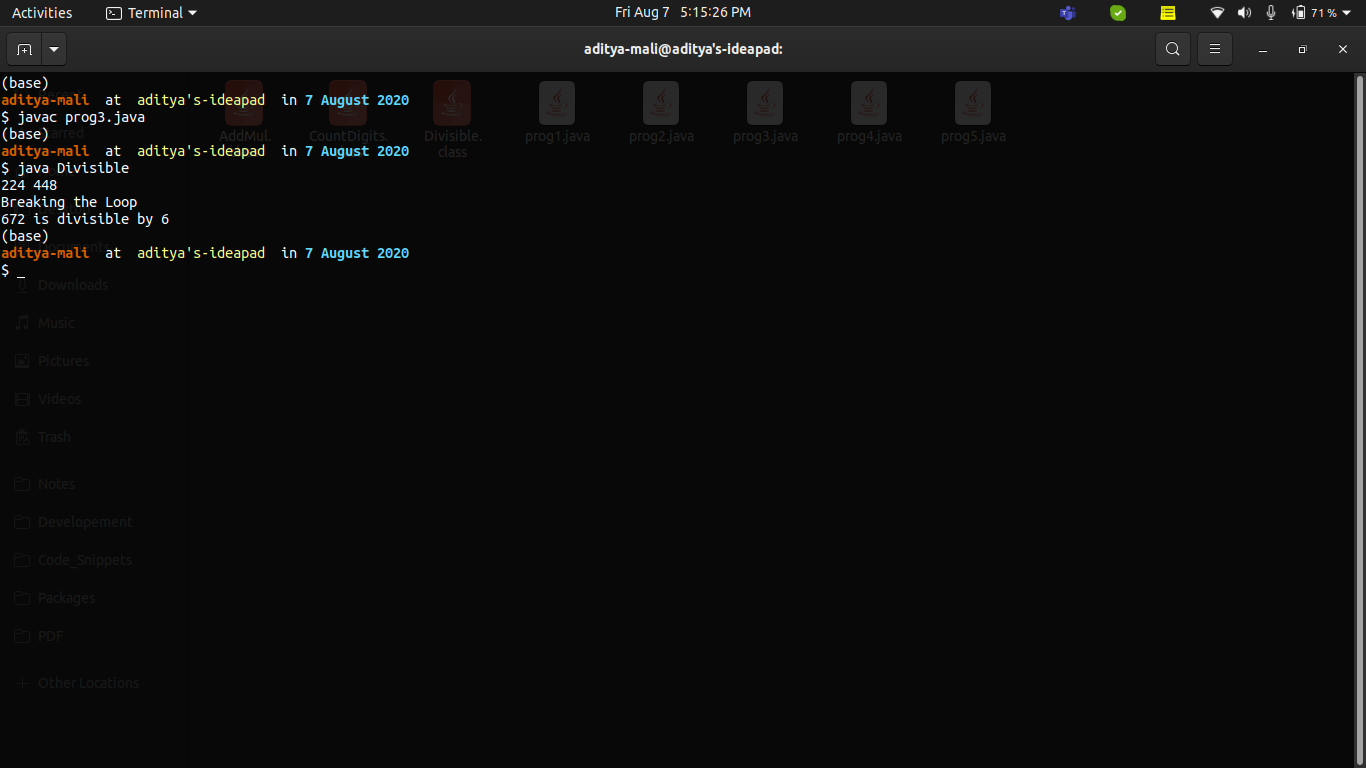 Activities Terminal Fri Aug 7 5:15:26 PM 71 %
aditya-mali@aditya's-ideapad:
(base)
aditya-mali at aditya's-ideapad in 7 August 2020
$ javac prog3.java
(base)
aditya-mali at aditya's-ideapad in 7 August 2020
$ java Divisible
224 448
Breaking the Loop
672 is divisible by 6
(base)
aditya-mali at aditya's-ideapad in 7 August 2020
$ _
AddMul. CountDigits. Divisible. prog1.java prog2.java prog3.java prog4.java prog5.java
class
Downloads
Music
Pictures
Videos
Trash
Notes
Developement
Code_Snippets
Packages
PDF
+ Other Locations